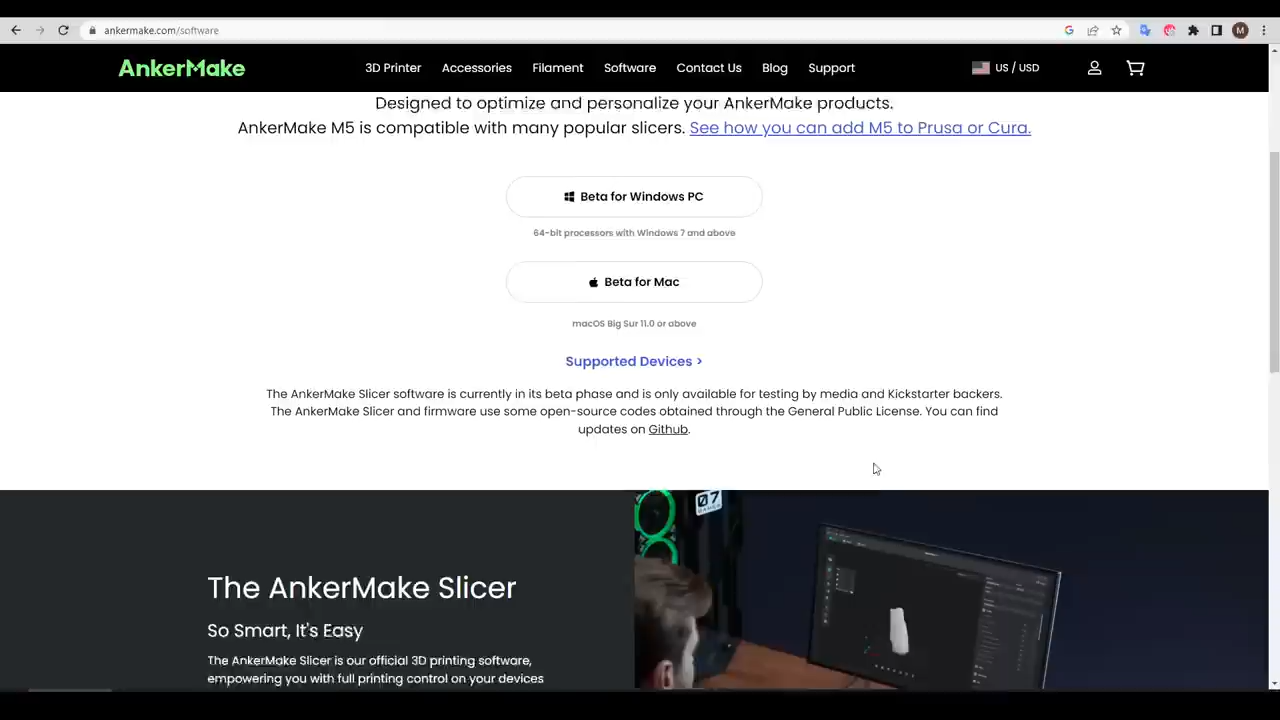 ankermake.com/software
M
AnkerMake
3D Printer
Accessories
Filament
Software
Contact Us
Blog
Support
US / USD
Designed to optimize and personalize your AnkerMake products.
AnkerMake M5 is compatible with many popular slicers. See how you can add M5 to Prusa or Cura.
Beta for Windows PC
64-bit processors with Windows 7 and above
Beta for Mac
macOS Big Sur 11.0 or above
Supported Devices >
The AnkerMake Slicer software is currently in its beta phase and is only available for testing by media and Kickstarter backers.
The AnkerMake Slicer and firmware use some open-source codes obtained through the General Public License. You can find
updates on Github.
07
The AnkerMake Slicer
So Smart, It's Easy
The AnkerMake Slicer is our official 3D printing software,
empowering you with full printing control on your devices